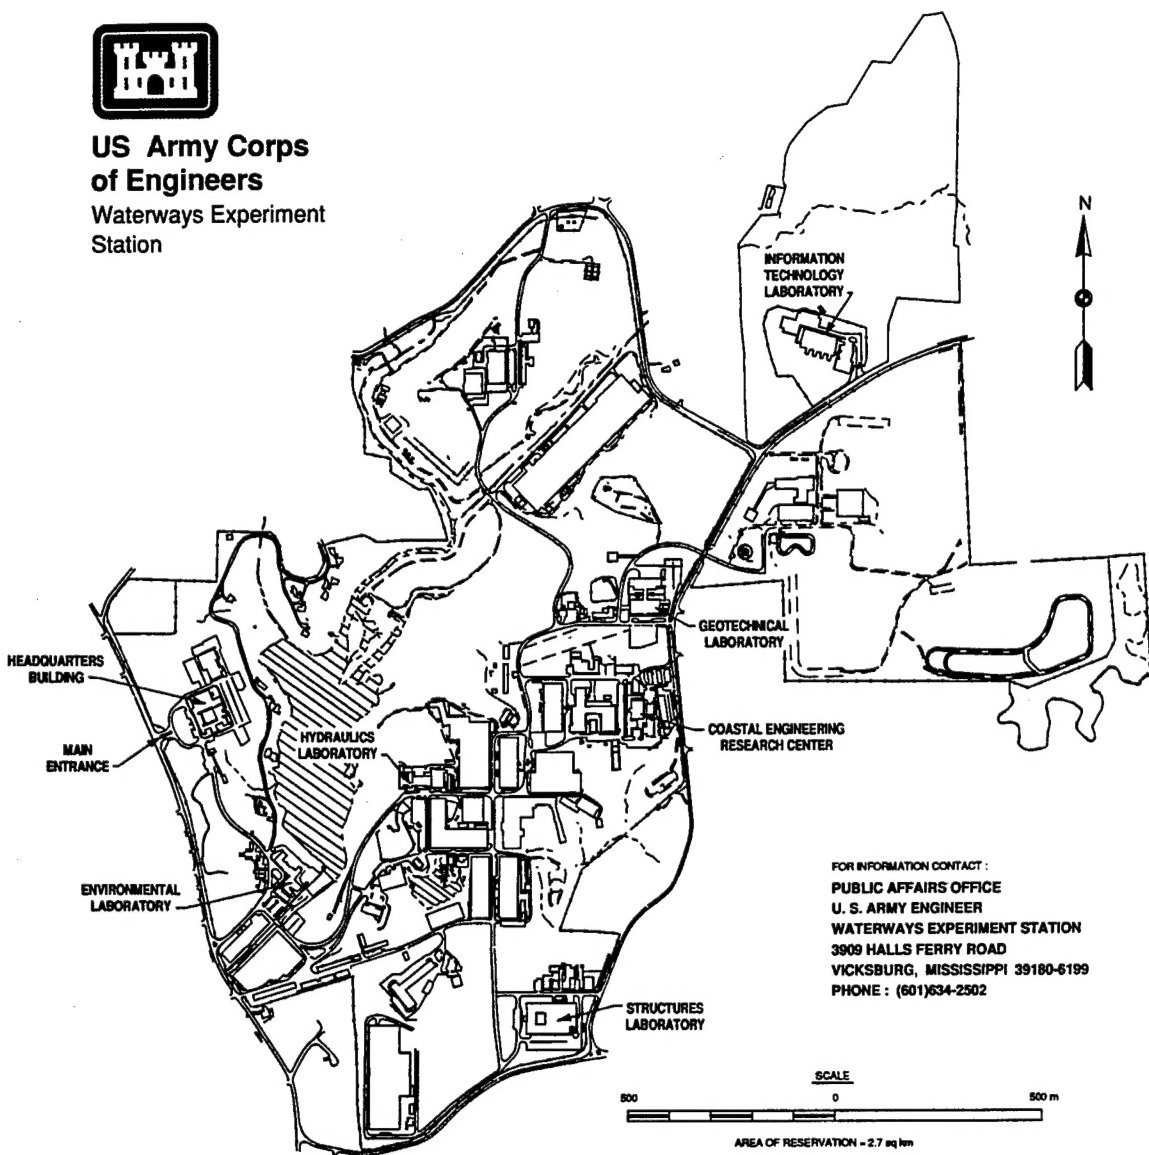 US Army Corps
of Engineers
Waterways Experiment
Station
N
INFORMATION
TECHNOLOGY
LABORATORY
GEOTECHNICAL
LABORATORY
HEADQUARTERS
BUILDING
MAIN
ENTRANCE
HYDRAULICS
LABORATORY
COASTAL ENGINEERING
RESEARCH CENTER
ENVIRONMENTAL
LABORATORY
STRUCTURES
LABORATORY
FOR INFORMATION CONTACT :
PUBLIC AFFAIRS OFFICE
U. S. ARMY ENGINEER
WATERWAYS EXPERIMENT STATION
3909 HALLS FERRY ROAD
VICKSBURG, MISSISSIPPI 39180-6199
PHONE : (601)634-2502
SCALE
500 0 500 m
AREA OF RESERVATION = 2.7 sq km